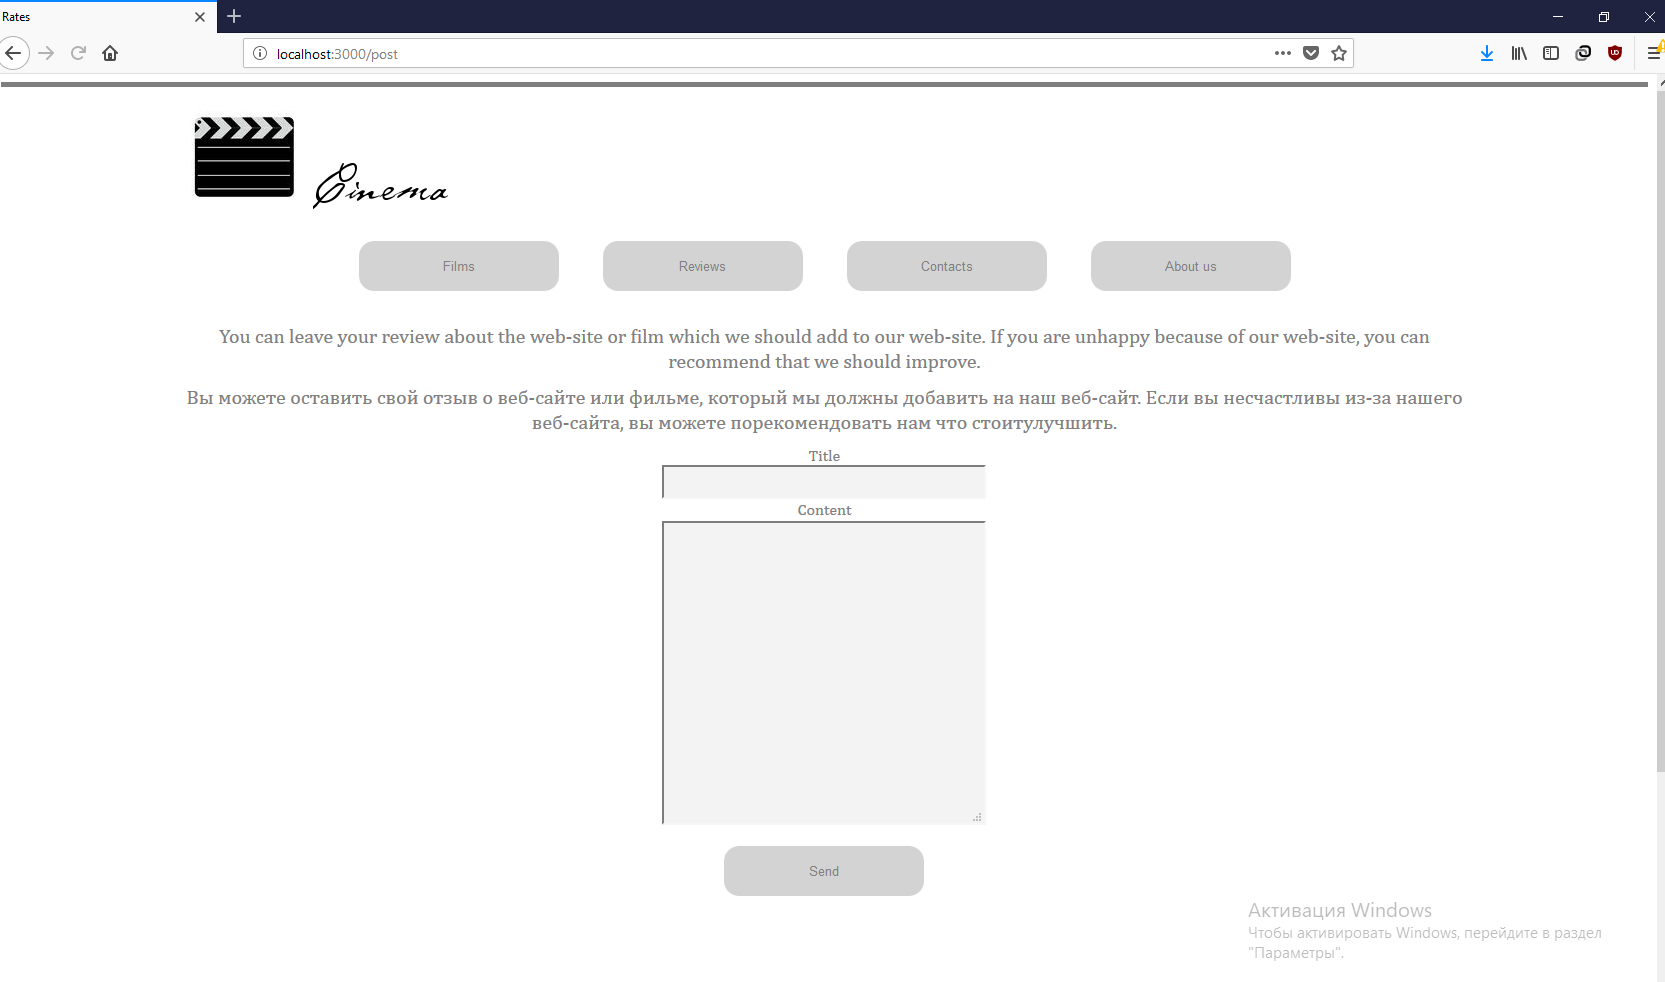 Rates
localhost:3000/post
Cinema
Films
Reviews
Contacts
About us
You can leave your review about the web-site or film which we should add to our web-site. If you are unhappy because of our web-site, you can
recommend that we should improve.
Вы можете оставить свой отзыв о веб-сайте или фильме, который мы должны добавить на наш веб-сайт. Если вы несчастливы из-за нашего
веб-сайта, вы можете порекомендовать нам что стоитулучшить.
Title
Content
Send
Активация Windows
Чтобы активировать Windows, перейдите в раздел
"Параметры".